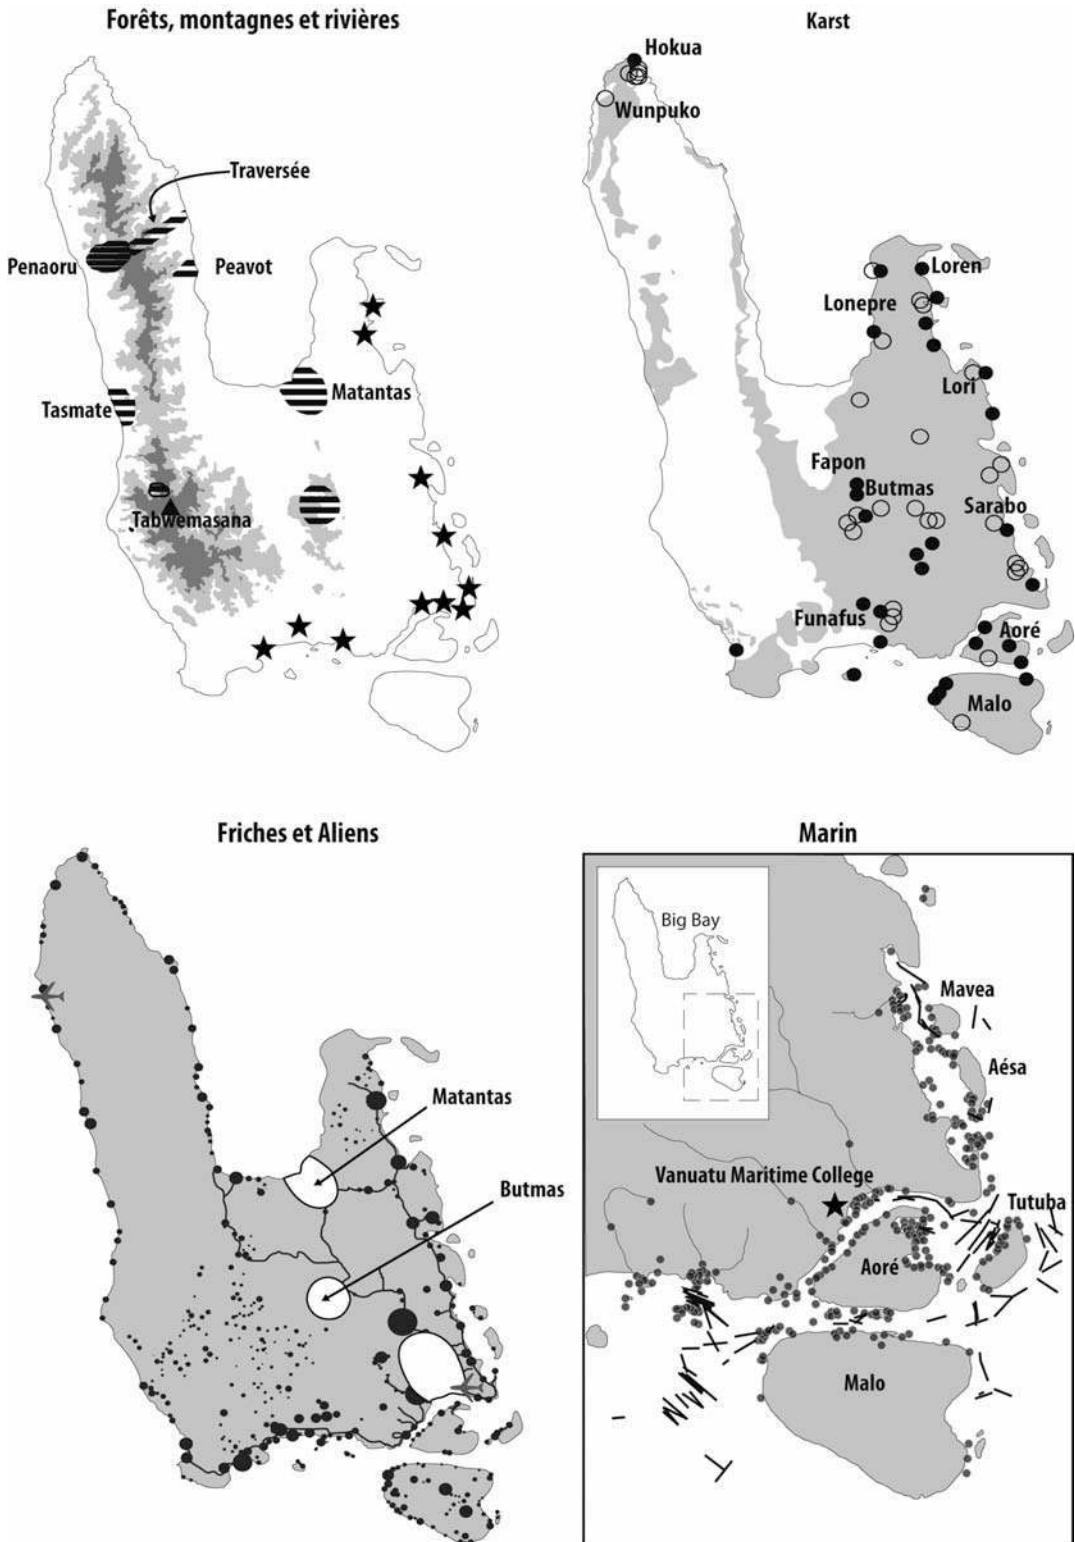 Forêts, montagnes et rivières
Traversée
Penaoru
Peavot
Tasmate
Matantas
Tabwemasana
Karst
Hokua
Wunpuko
Loren
Lonepre
Lori
Fapon
Butmas
Sarabo
Funafus
Aoré
Malo
Friches et Aliens
Matantas
Butmas
Marin
Big Bay
Mavea
Aésa
Vanuatu Maritime College
Tutuba
Aoré
Malo